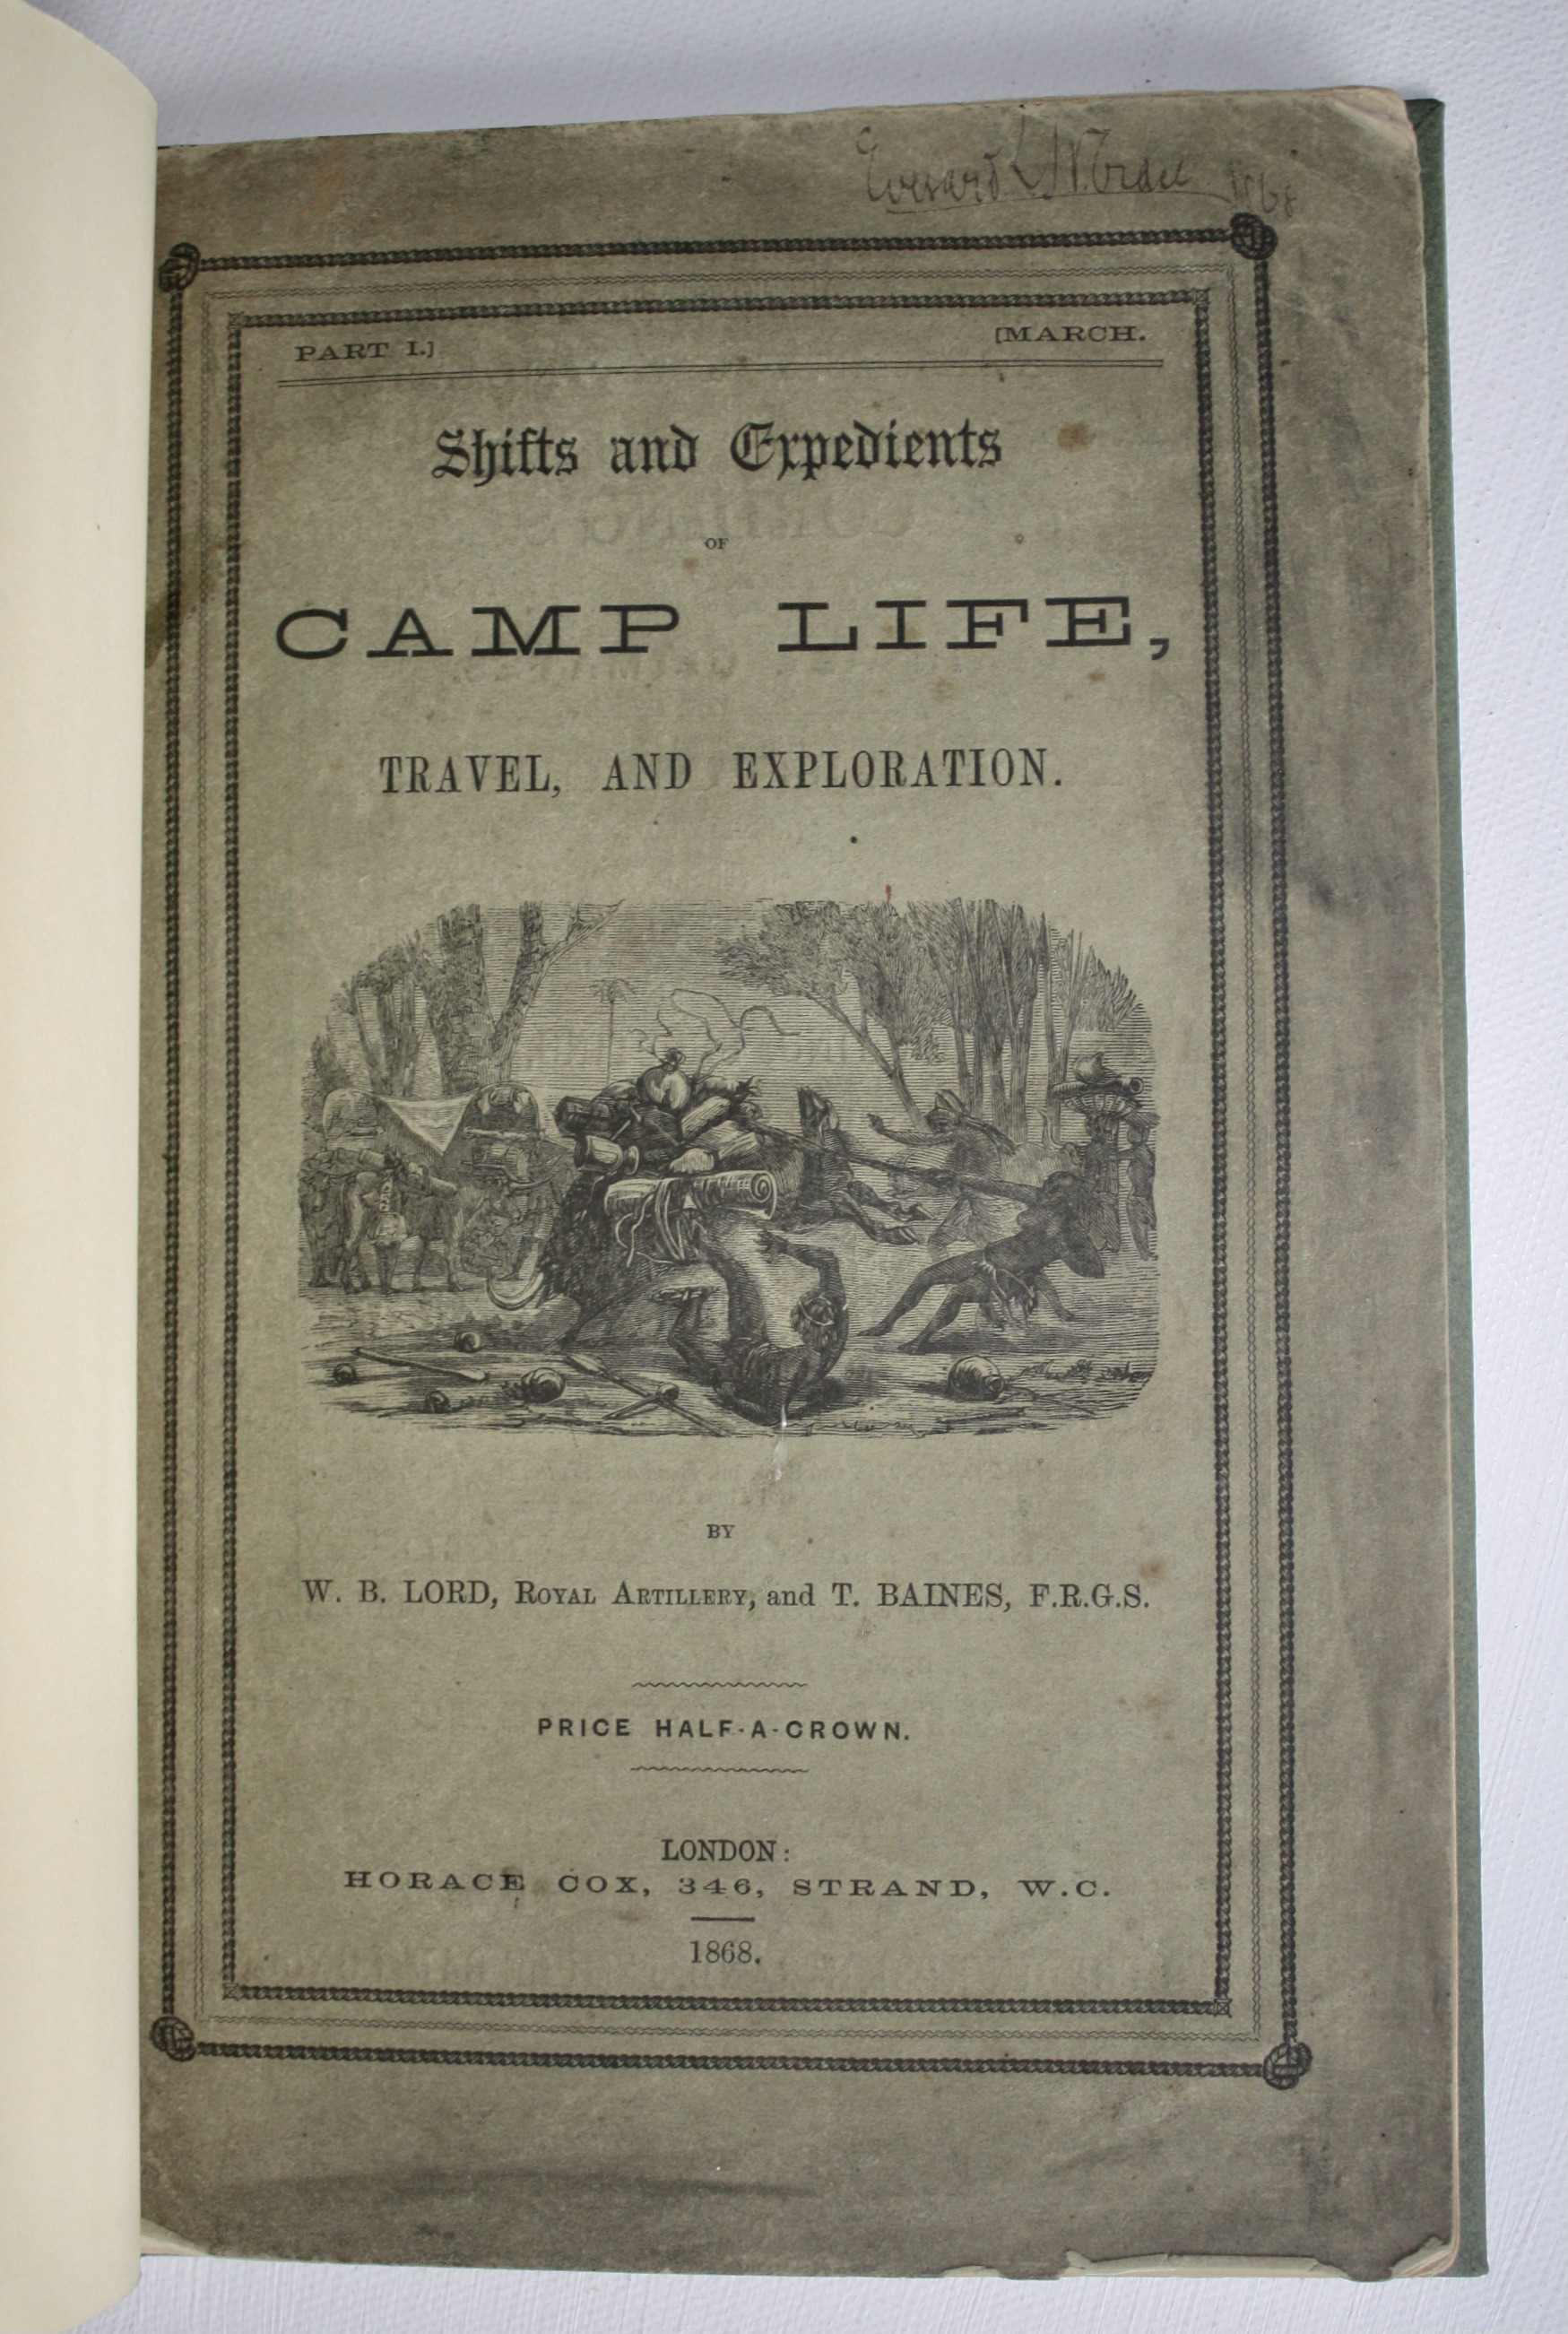 1868
PART I.] [MARCH.
Shifts and Expedients
OF
CAMP LIFE,
TRAVEL, AND EXPLORATION.
BY
W. B. LORD, ROYAL ARTILLERY, and T. BAINES, F.R.G.S.
PRICE HALF-A-CROWN.
LONDON:
HORACE COX, 346, STRAND, W.C.
1868.